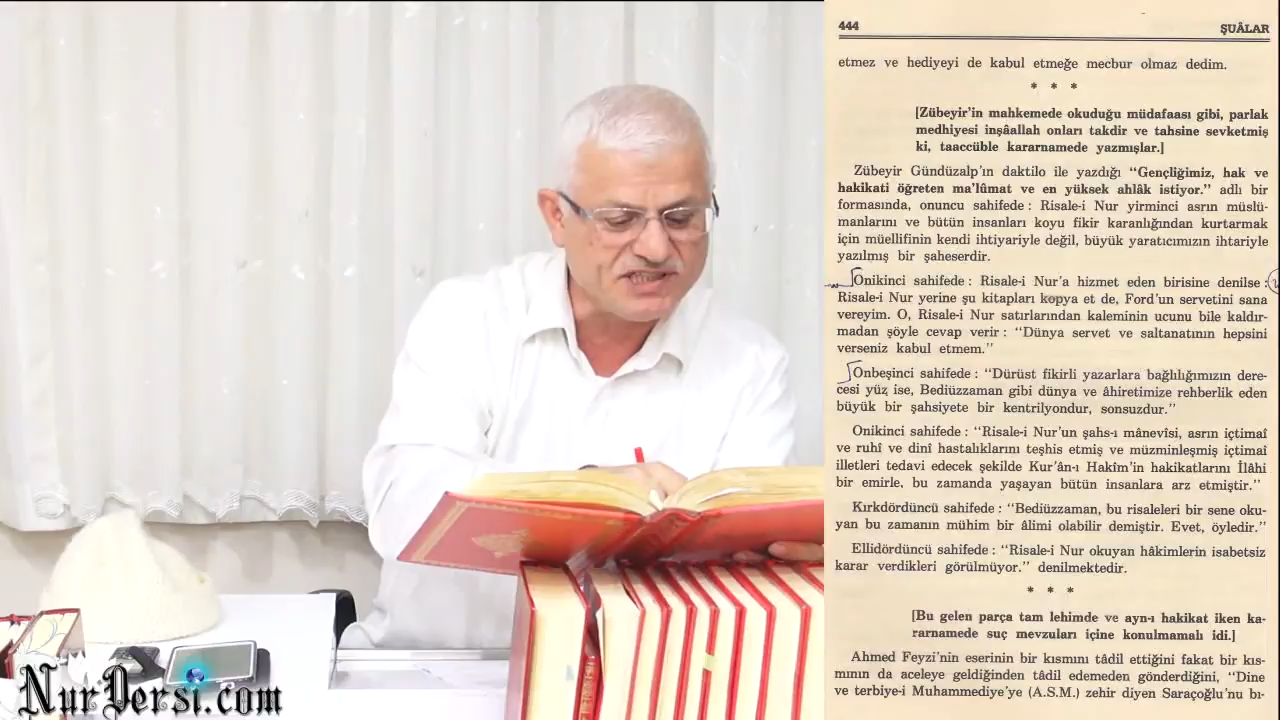 444
ŞUÂLAR
etmez ve hediyeyi de kabul etmeğe mecbur olmaz dedim.
* * *
[Zübeyir'in mahkemede okuduğu müdafaası gibi, parlak
medhiyesi inşâallah onları takdir ve tahsine sevketmiş
ki, taaccüble kararnamede yazmışlar.]
Zübeyir Gündüzalp'ın daktilo ile yazdığı "Gençliğimiz, hak ve
hakikati öğreten ma'lûmat ve en yüksek ahlâk istiyor." adlı bir
formasında, onuncu sahifede : Risale-i Nur yirminci asrın müslü-
manlarını ve bütün insanları koyu fikir karanlığından kurtarmak
için müellifinin kendi ihtiyariyle değil, büyük yaratıcımızın ihtariyle
yazılmış bir şaheserdir.
Onikinci sahifede : Risale-i Nur'a hizmet eden birisine denilse :
Risale-i Nur yerine şu kitapları kopya et de, Ford'un servetini sana
vereyim. O, Risale-i Nur satırlarından kaleminin ucunu bile kaldır-
madan şöyle cevap verir : "Dünya servet ve saltanatının hepsini
verseniz kabul etmem."
Onbeşinci sahifede : "Dürüst fikirli yazarlara bağlılığımızın dere-
cesi yüz ise, Bediüzzaman gibi dünya ve âhiretimize rehberlik eden
büyük bir şahsiyete bir kentrilyondur, sonsuzdur."
Onikinci sahifede : "Risale-i Nur'un şahs-ı mânevîsi, asrın içtimaî
ve ruhî ve dinî hastalıklarını teşhis etmiş ve müzminleşmiş içtimaî
illetleri tedavi edecek şekilde Kur'ân-ı Hakîm'in hakikatlarını İlâhi
bir emirle, bu zamanda yaşayan bütün insanlara arz etmiştir."
Kırkdördüncü sahifede : "Bediüzzaman, bu risaleleri bir sene oku-
yan bu zamanın mühim bir âlimi olabilir demiştir. Evet, öyledir."
Ellidördüncü sahifede : "Risale-i Nur okuyan hâkimlerin isabetsiz
karar verdikleri görülmüyor." denilmektedir.
* * *
[Bu gelen parça tam lehimde ve ayn-ı hakikat iken ka-
rarnamede suç mevzuları içine konulmamalı idi.]
Ahmed Feyzi'nin eserinin bir kısmını tâdil ettiğini fakat bir kıs-
mının da aceleye geldiğinden tâdil edemeden gönderdiğini, "Dine
ve terbiye-i Muhammediye'ye (A.S.M.) zehir diyen Saraçoğlu'nu bı-
NurDersi.com